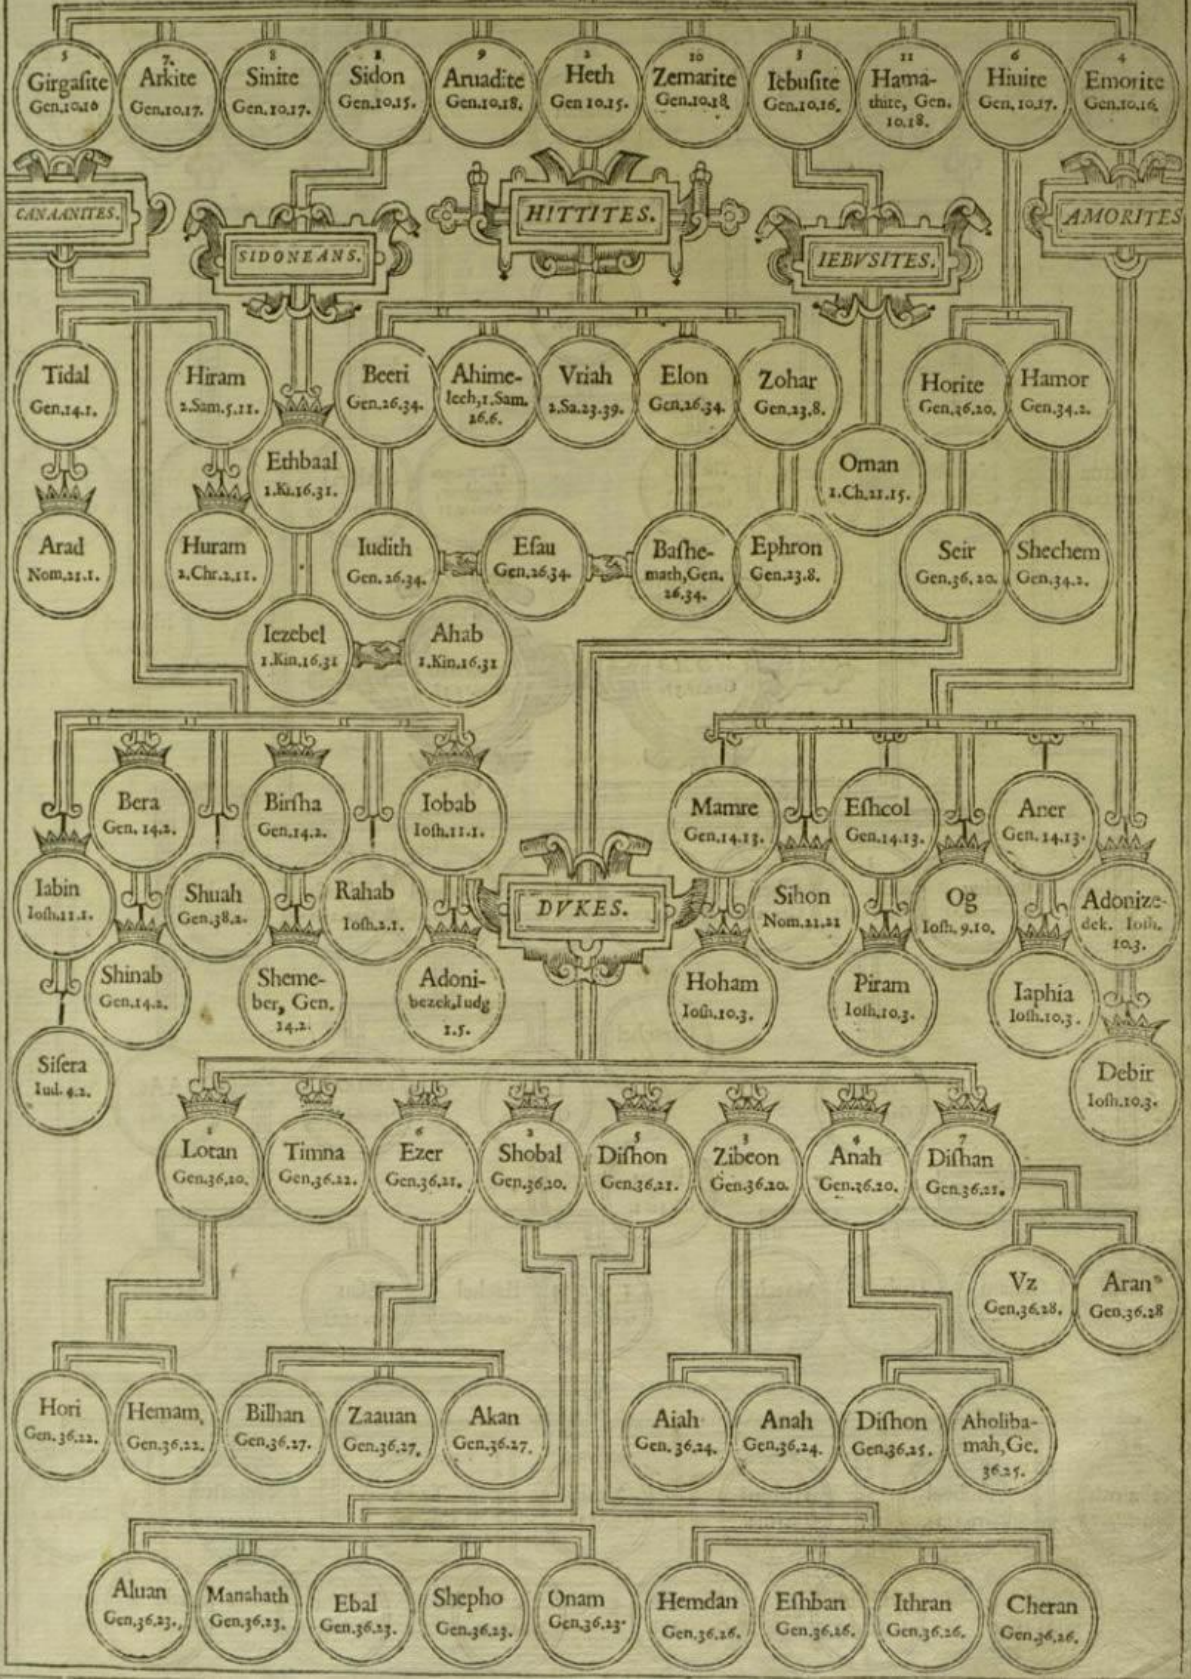 5
Girgasite
Gen.10.16
7.
Arkite
Gen.10.17.
8
Sinite
Gen.10.17.
Sidon
Gen.10.15.
9
Aruadite
Gen.10.18.
2
Heth
Gen 10.15.
10
Zemarite
Gen.10.18.
3
Iebuſite
Gen.10.16.
11
Hama-
thite, Gen.
10.18.
6
Hiuite
Gen. 10.17.
4
Emorite
Gen.10.16.
CANAANITES.
SIDONEANS.
HITTITES.
IEBVSITES.
AMORITES
Tidal
Gen.14.1.
Hiram
2.Sam.5.11.
Beeri
Gen.26.34.
Ahime-
lech,1.Sam.
26.6.
Vriah
2.Sa.23.39.
Elon
Gen.26.34.
Zohar
Gen.23.8.
Horite
Gen.36.20.
Hamor
Gen.34.2.
Ethbaal
1.Ki.16.31.
Ornan
1.Ch.21.15.
Arad
Nom.21.1.
Huram
2.Chr.2.11.
Iudith
Gen.26.34.
Eſau
Gen.26.34.
Baſhe-
math,Gen.
26.34.
Ephron
Gen.23.8.
Seir
Gen.36.20.
Shechem
Gen.34.2.
Iezebel
1.Kin.16.31
Ahab
1.Kin.16.31
Bera
Gen. 14.2.
Birſha
Gen.14.2.
Iobab
Ioſh.11.1.
Mamre
Gen.14.13.
Eſhcol
Gen.14.13.
Aner
Gen.14.13.
Iabin
Ioſh.11.1.
Shuah
Gen.38.2.
Rahab
Ioſh.2.1.
DVKES.
Sihon
Nom.21.21
Og
Ioſh. 9.10.
Adonize-
dek. Ioſh.
10.3.
Shinab
Gen.14.2.
Sheme-
ber, Gen.
14.2.
Adoni-
bezek,Iudg
1.5.
Hoham
Ioſh.10.3.
Piram
Ioſh.10.3.
Iaphia
Ioſh.10.3.
Siſera
Iud. 4.2.
Debir
Ioſh.10.3.
1
Lotan
Gen.36.20.
Timna
Gen.36.22.
6
Ezer
Gen.36.21.
2
Shobal
Gen.36.20.
5
Diſhon
Gen.36.21.
3
Zibeon
Gen.36.20.
4
Anah
Gen.36.20.
7
Diſhan
Gen.36.21.
Vz
Gen.36.28.
Aran
Gen.36.28
Hori
Gen.36.22.
Hemam,
Gen.36.22.
Bilhan
Gen.36.27.
Zaauan
Gen.36.27.
Akan
Gen.36.27.
Aiah
Gen. 36.24.
Anah
Gen.36.24.
Diſhon
Gen.36.25.
Aholiba-
mah,Ge.
36.25.
Aluan
Gen.36.23.
Manahath
Gen.36.23.
Ebal
Gen.36.23.
Shepho
Gen.36.23.
Onam
Gen.36.23.
Hemdan
Gen.36.26.
Eſhban
Gen.36.26.
Ithran
Gen.36.26.
Cheran
Gen.36.26.